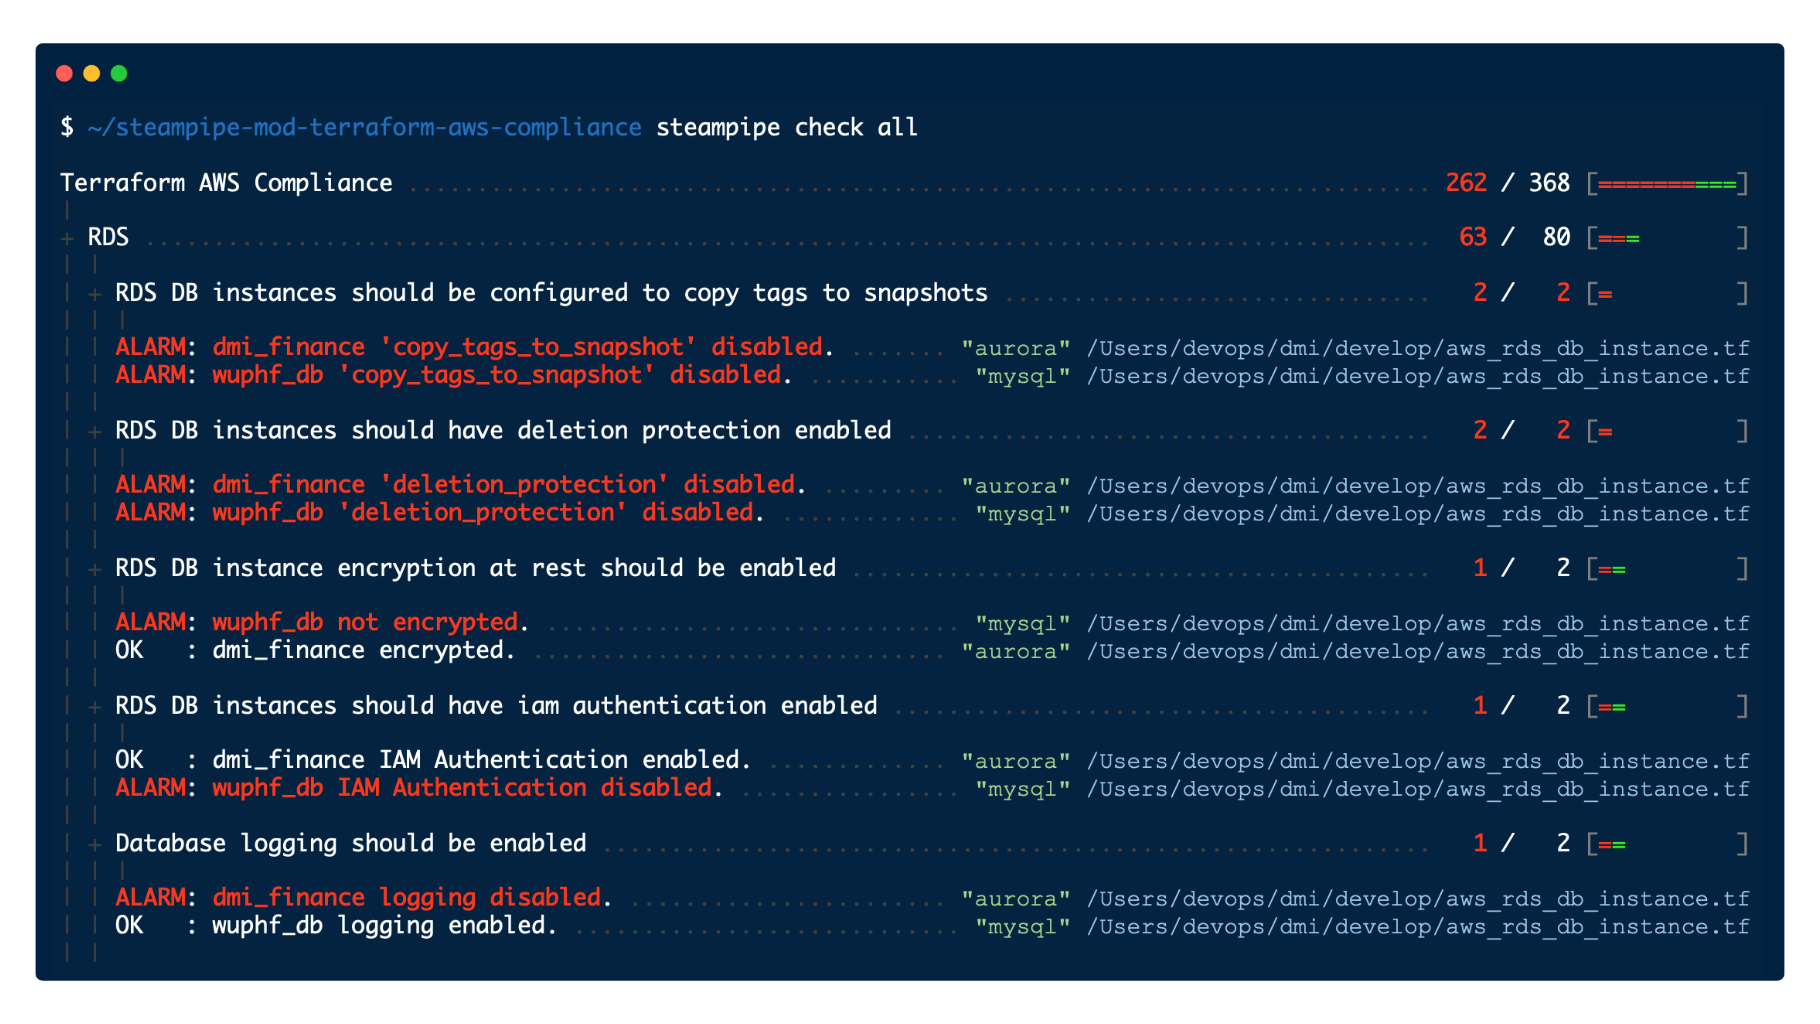 $ ~/steampipe-mod-terraform-aws-compliance steampipe check all
Terraform AWS Compliance ........................................................................... 262 / 368 [==========]
|
+ RDS ............................................................................................. 63 / 80 [=== ]
| |
| + RDS DB instances should be configured to copy tags to snapshots ............................... 2 / 2 [= ]
| | |
| | ALARM: dmi_finance 'copy_tags_to_snapshot' disabled. ....... "aurora" /Users/devops/dmi/develop/aws_rds_db_instance.tf
| | ALARM: wuphf_db 'copy_tags_to_snapshot' disabled. ........... "mysql" /Users/devops/dmi/develop/aws_rds_db_instance.tf
| |
| + RDS DB instances should have deletion protection enabled ...................................... 2 / 2 [= ]
| | |
| | ALARM: dmi_finance 'deletion_protection' disabled. ......... "aurora" /Users/devops/dmi/develop/aws_rds_db_instance.tf
| | ALARM: wuphf_db 'deletion_protection' disabled. ............. "mysql" /Users/devops/dmi/develop/aws_rds_db_instance.tf
| |
| + RDS DB instance encryption at rest should be enabled .......................................... 1 / 2 [== ]
| | |
| | ALARM: wuphf_db not encrypted. .............................. "mysql" /Users/devops/dmi/develop/aws_rds_db_instance.tf
| | OK : dmi_finance encrypted. .............................. "aurora" /Users/devops/dmi/develop/aws_rds_db_instance.tf
| |
| + RDS DB instances should have iam authentication enabled ....................................... 1 / 2 [== ]
| | |
| | OK : dmi_finance IAM Authentication enabled. ............. "aurora" /Users/devops/dmi/develop/aws_rds_db_instance.tf
| | ALARM: wuphf_db IAM Authentication disabled. ................ "mysql" /Users/devops/dmi/develop/aws_rds_db_instance.tf
| |
| + Database logging should be enabled ............................................................ 1 / 2 [== ]
| | |
| | ALARM: dmi_finance logging disabled. ....................... "aurora" /Users/devops/dmi/develop/aws_rds_db_instance.tf
| | OK : wuphf_db logging enabled. ............................ "mysql" /Users/devops/dmi/develop/aws_rds_db_instance.tf
| |